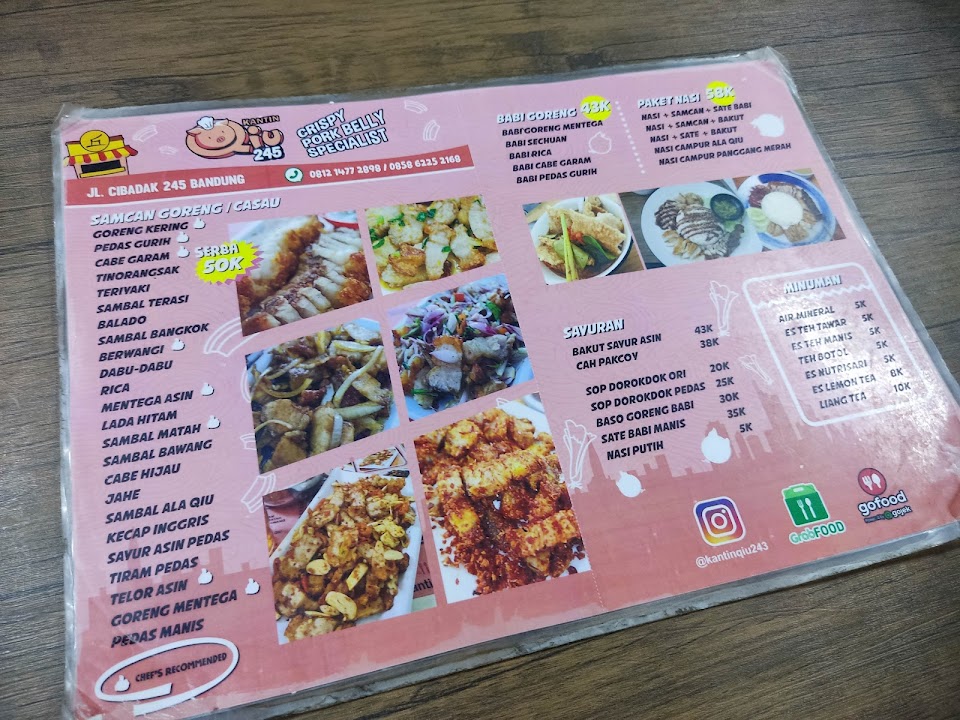 KANTIN
Qiu
245
CRISPY
PORK BELLY
SPECIALIST
JL. CIBADAK 245 BANDUNG
0812 1477 2898 / 0858 6225 2168
SAMCAN GORENG / CASAU
SERBA
50K
GORENG KERING
PEDAS GURIH
CABE GARAM
TINORANGSAK
TERIYAKI
SAMBAL TERASI
BALADO
SAMBAL BANGKOK
BERWANGI
DABU-DABU
RICA
MENTEGA ASIN
LADA HITAM
SAMBAL MATAH
SAMBAL BAWANG
CABE HIJAU
JAHE
SAMBAL ALA QIU
KECAP INGGRIS
SAYUR ASIN PEDAS
TIRAM PEDAS
TELOR ASIN
GORENG MENTEGA
PEDAS MANIS
CHEF'S RECOMMENDED
BABI GORENG 43K
BABI GORENG MENTEGA
BABI SECHUAN
BABI RICA
BABI CABE GARAM
BABI PEDAS GURIH
PAKET NASI 58K
NASI + SAMCAN + SATE BABI
NASI + SAMCAN + BAKUT
NASI + SATE + BAKUT
NASI CAMPUR ALA QIU
NASI CAMPUR PANGGANG MERAH
SAYURAN
BAKUT SAYUR ASIN 43K
CAH PAKCOY 38K
SOP DOROKDOK ORI 20K
SOP DOROKDOK PEDAS 25K
BASO GORENG BABI 30K
SATE BABI MANIS 35K
NASI PUTIH 5K
MINUMAN
AIR MINERAL 5K
ES TEH TAWAR 5K
ES TEH MANIS 5K
TEH BOTOL 5K
ES NUTRISARI 5K
ES LEMON TEA 8K
LIANG TEA 10K
@kantinqiu243
GrabFOOD
gofood
gojek